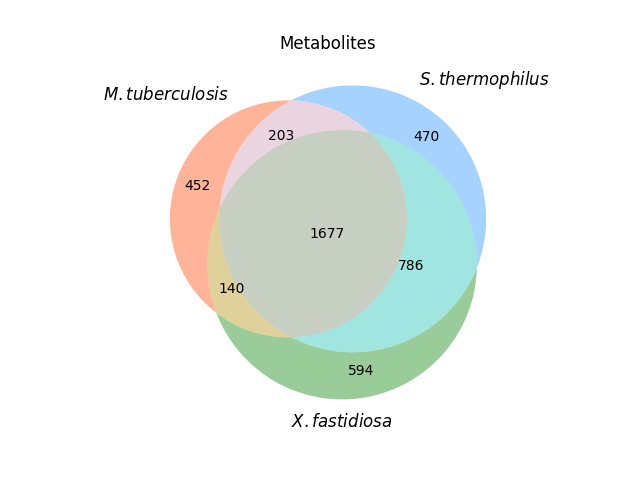 Metabolites
S.thermophilus
M.tuberculosis
203
470
452
1677
786
140
594
X.fastidiosa